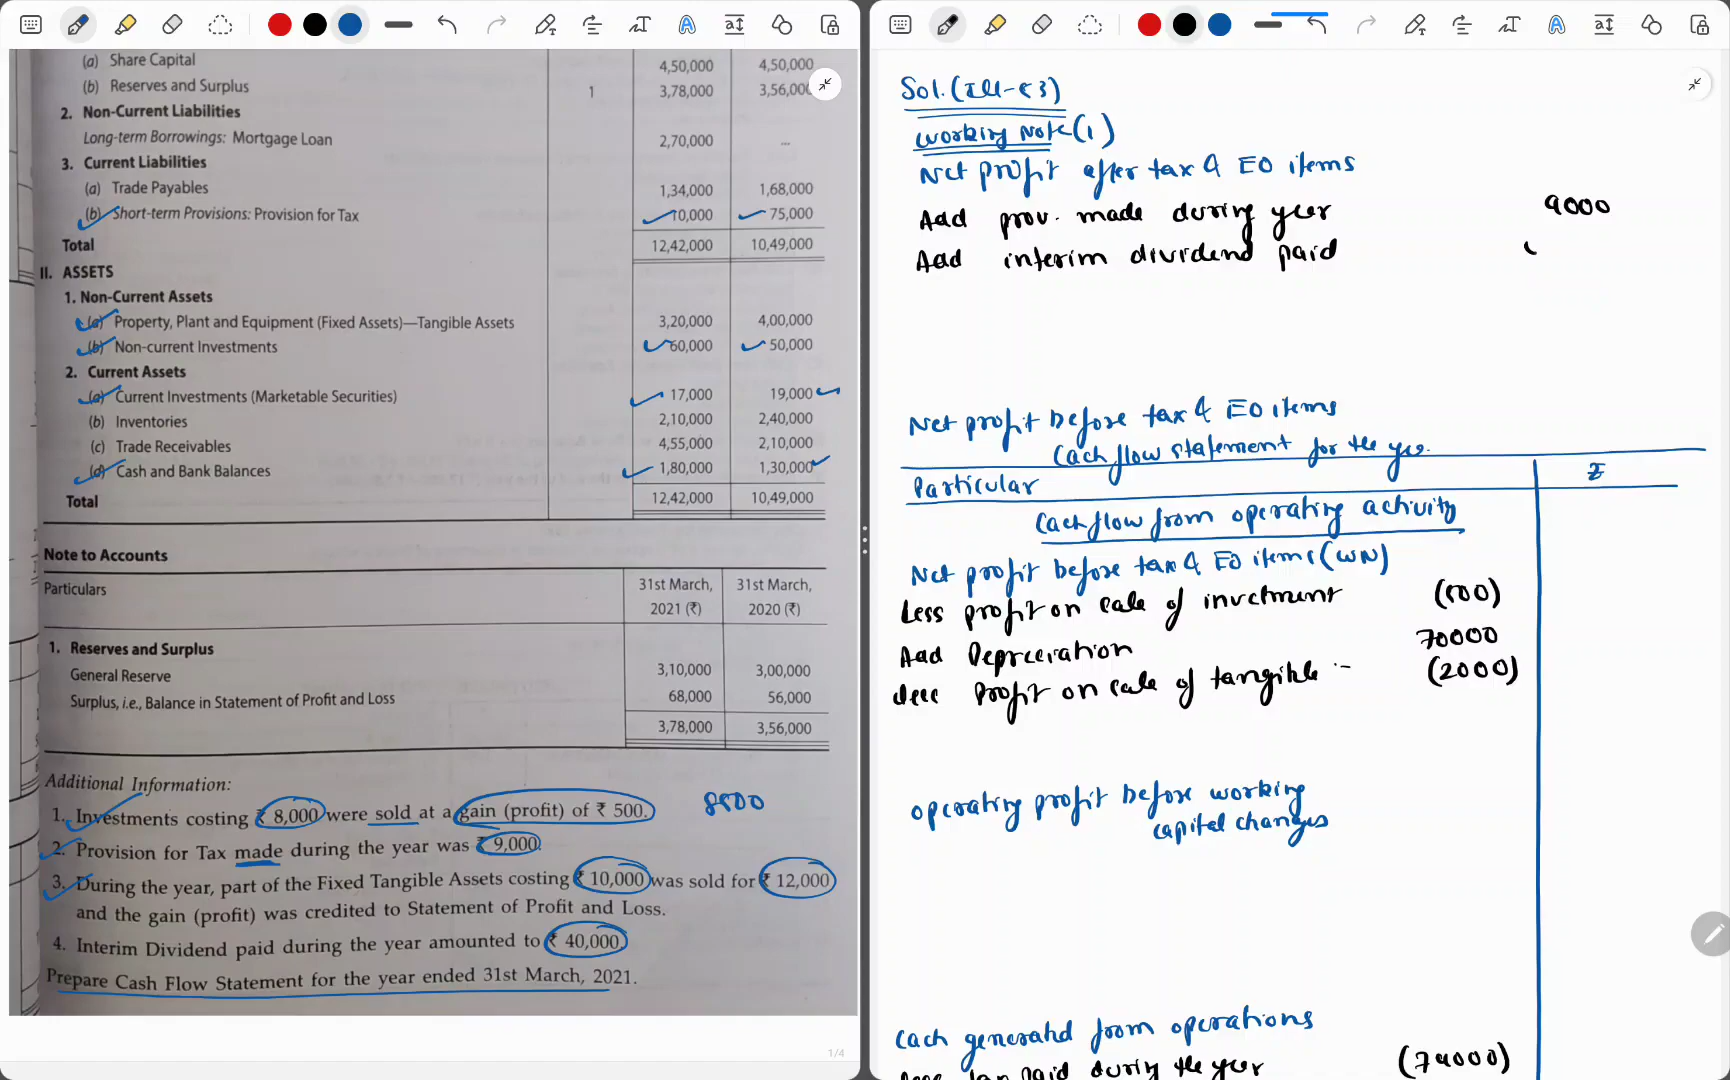 (a) Share Capital 4,50,000 4,50,000
(b) Reserves and Surplus 1 3,78,000 3,56,000
2. Non-Current Liabilities
Long-term Borrowings: Mortgage Loan 2,70,000 ...
3. Current Liabilities
(a) Trade Payables 1,34,000 1,68,000
(b) Short-term Provisions: Provision for Tax 10,000 75,000
Total 12,42,000 10,49,000
II. ASSETS
1. Non-Current Assets
(a) Property, Plant and Equipment (Fixed Assets)—Tangible Assets 3,20,000 4,00,000
(b) Non-current Investments 60,000 50,000
2. Current Assets
(a) Current Investments (Marketable Securities) 17,000 19,000
(b) Inventories 2,10,000 2,40,000
(c) Trade Receivables 4,55,000 2,10,000
(d) Cash and Bank Balances 1,80,000 1,30,000
Total 12,42,000 10,49,000
Note to Accounts
Particulars 31st March, 2021 (₹) 31st March, 2020 (₹)
1. Reserves and Surplus
General Reserve 3,10,000 3,00,000
Surplus, i.e., Balance in Statement of Profit and Loss 68,000 56,000
3,78,000 3,56,000
Additional Information:
1. Investments costing ₹ 8,000 were sold at a gain (profit) of ₹ 500. 8500
2. Provision for Tax made during the year was ₹ 9,000.
3. During the year, part of the Fixed Tangible Assets costing ₹ 10,000 was sold for ₹ 12,000
and the gain (profit) was credited to Statement of Profit and Loss.
4. Interim Dividend paid during the year amounted to ₹ 40,000.
Prepare Cash Flow Statement for the year ended 31st March, 2021.
1/4
Working Note (1)
Net profit after tax & EO items
Add prov. made during year 9000
Add interim dividend paid
Net profit before tax & EO items
Cash flow statement for the
Particular ₹
Cash flow from operating activity
Net profit before tax & EO items (WN)
Less profit on sale of investment (500)
Add Depreciation 70000
Less Profit on sale of tangible (2000)
operating profit before working
capital changes
Cash generated from operations
Less tax paid during the year (74000)